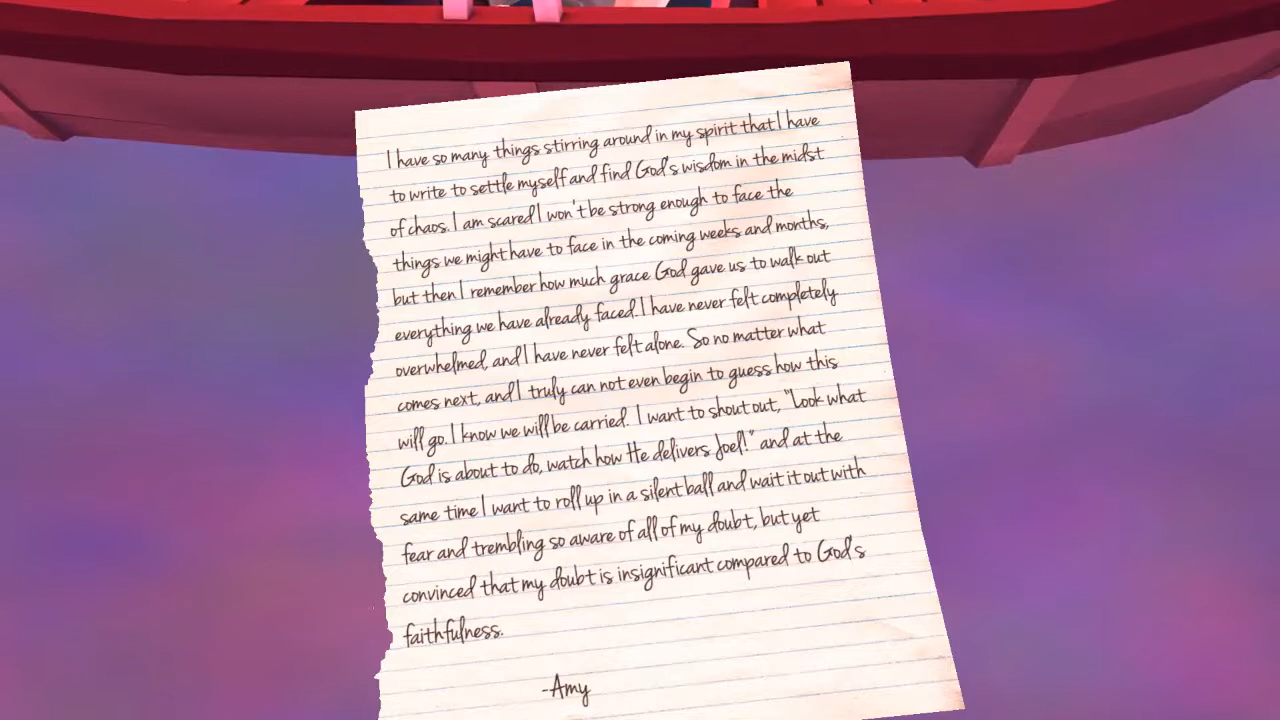 I have so many things stirring around in my spirit that I have
to write to settle myself and find God's wisdom in the midst
of chaos. I am scared I won't be strong enough to face the
things we might have to face in the coming weeks and months,
but then I remember how much grace God gave us to walk out
everything we have already faced. I have never felt completely
overwhelmed, and I have never felt alone. So no matter what
comes next, and I truly can not even begin to guess how this
will go. I know we will be carried. I want to shout out, "Look what
God is about to do, watch how He delivers Joel!" and at the
same time I want to roll up in a silent ball and wait it out with
fear and trembling so aware of all of my doubt, but yet
convinced that my doubt is insignificant compared to God's
faithfulness.
-Amy